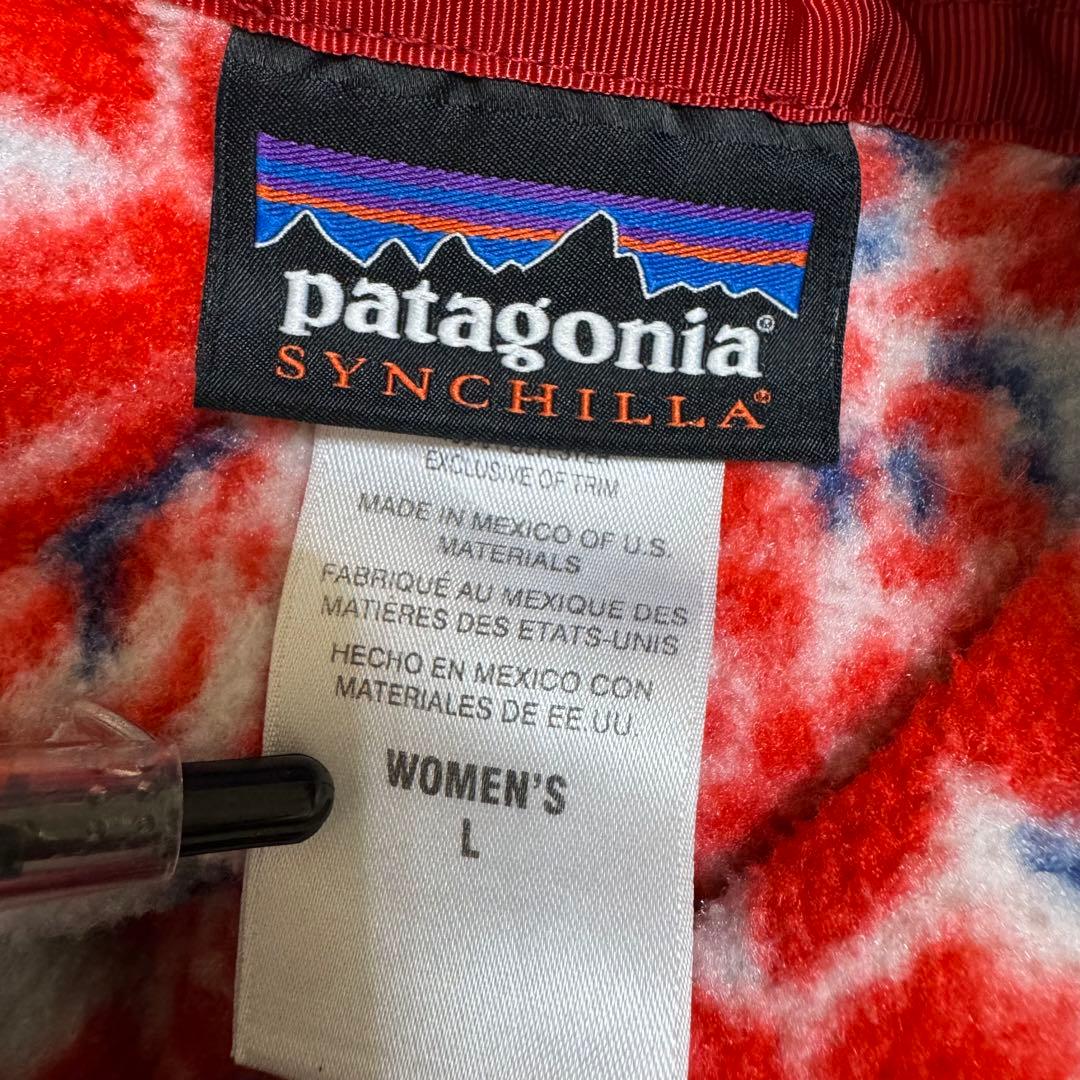 patagonia®
SYNCHILLA®
EXCLUSIVE OF TRIM
MADE IN MEXICO OF U.S.
MATERIALS
FABRIQUÉ AU MEXIQUE DES
MATIERES DES ETATS-UNIS
HECHO EN MEXICO CON
MATERIALES DE EE.UU.
WOMEN'S
L